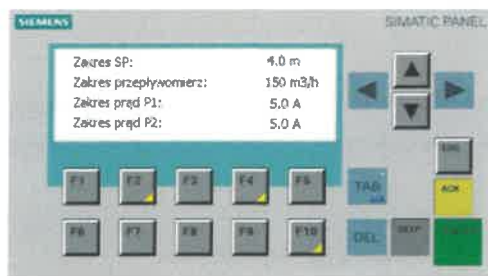 SIEMENS
SIMATIC PANEL
Zakres SP: 4.0 m
Zakres przepływomierz: 150 m3/h
Zakres prąd P1: 5.0 A
Zakres prąd P2: 5.0 A
F1 F2 F3 F4 F5 TAB ACK
F6 F7 F8 F9 F10 DEL HELP